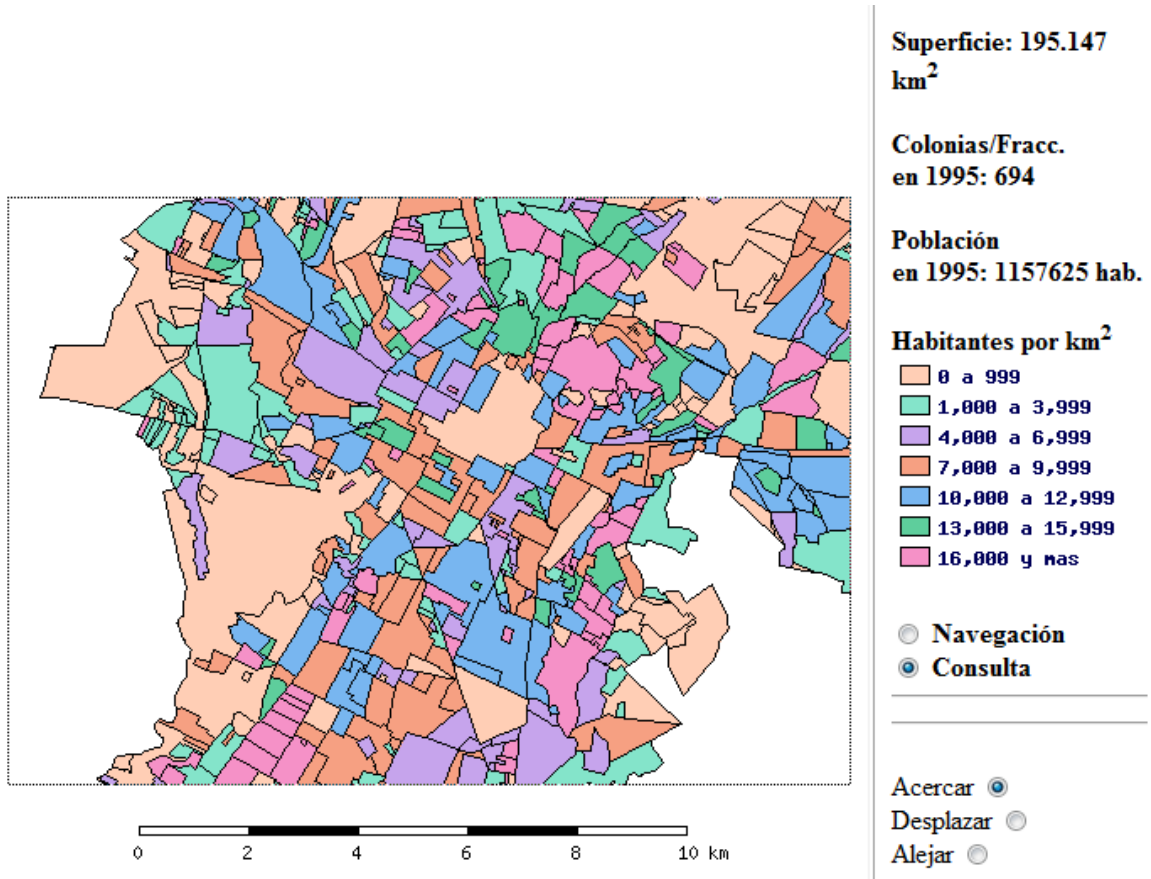 Superficie: 195.147
km2
Colonias/Fracc.
en 1995: 694
Población
en 1995: 1157625 hab.
Habitantes por km2
0 a 999
1,000 a 3,999
4,000 a 6,999
7,000 a 9,999
10,000 a 12,999
13,000 a 15,999
16,000 y mas
Navegación
Consulta
Acercar
Desplazar
Alejar
0 2 4 6 8 10 km